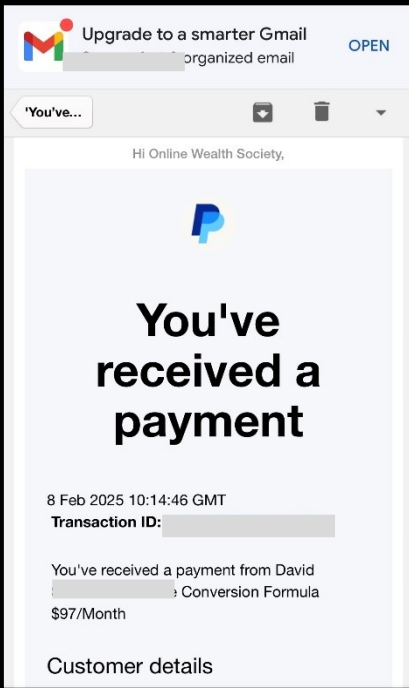 Upgrade to a smarter Gmail
organized email
OPEN
'You've...
Hi Online Wealth Society,
You've
received a
payment
8 Feb 2025 10:14:46 GMT
Transaction ID:
You've received a payment from David
Conversion Formula
$97/Month
Customer details